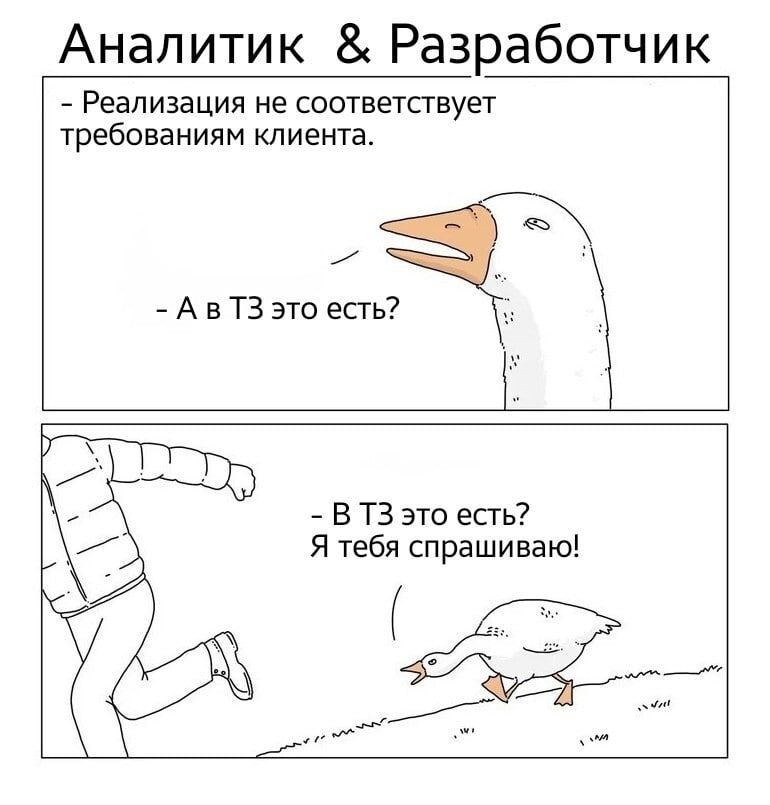 Аналитик & Разработчик
- Реализация не соответствует
требованиям клиента.
- А в ТЗ это есть?
- В ТЗ это есть?
Я тебя спрашиваю!